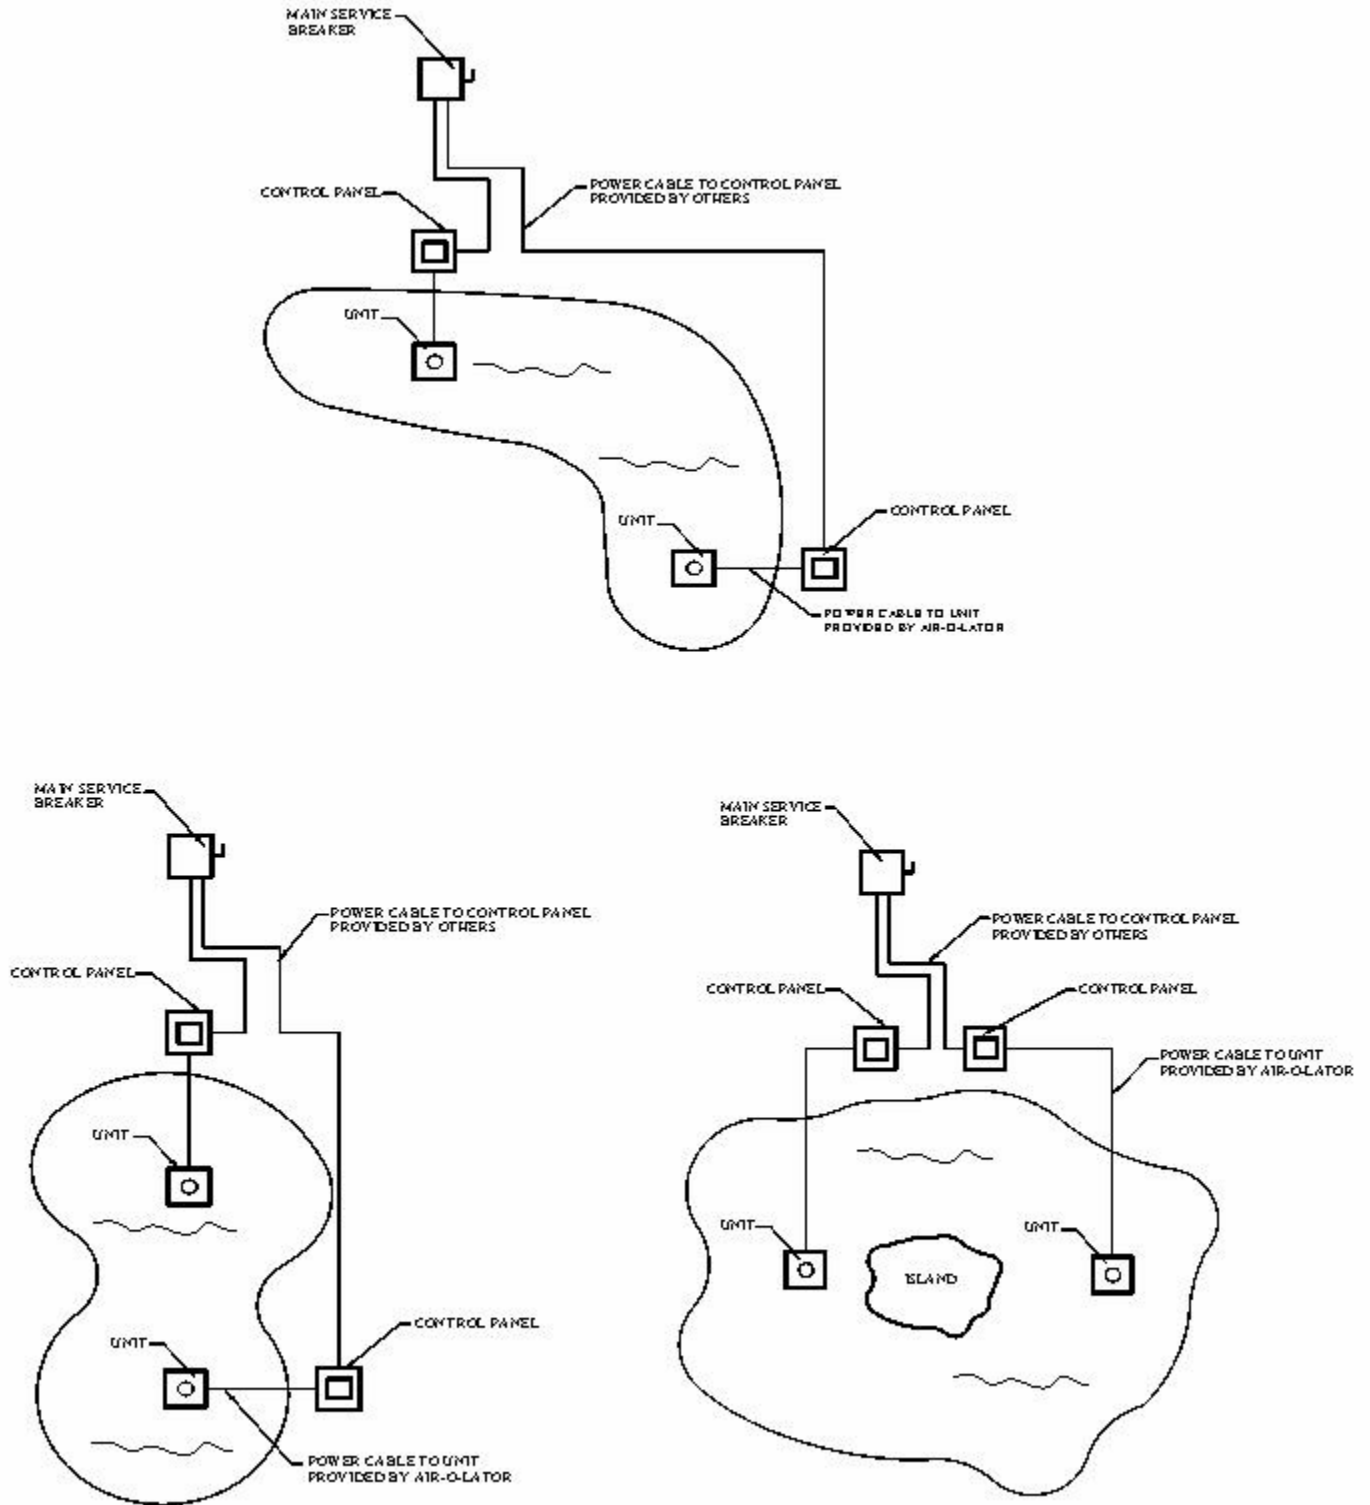 MAIN SERVICE
BREAKER
CONTROL PANEL
POWER CABLE TO CONTROL PANEL
PROVIDED BY OTHERS
UNIT
UNIT
CONTROL PANEL
POWER CABLE TO UNIT
PROVIDED BY AIR-O-LATOR
MAIN SERVICE
BREAKER
POWER CABLE TO CONTROL PANEL
PROVIDED BY OTHERS
CONTROL PANEL
UNIT
UNIT
CONTROL PANEL
POWER CABLE TO UNIT
PROVIDED BY AIR-O-LATOR
MAIN SERVICE
BREAKER
POWER CABLE TO CONTROL PANEL
PROVIDED BY OTHERS
CONTROL PANEL
CONTROL PANEL
POWER CABLE TO UNIT
PROVIDED BY AIR-O-LATOR
UNIT
UNIT
ISLAND